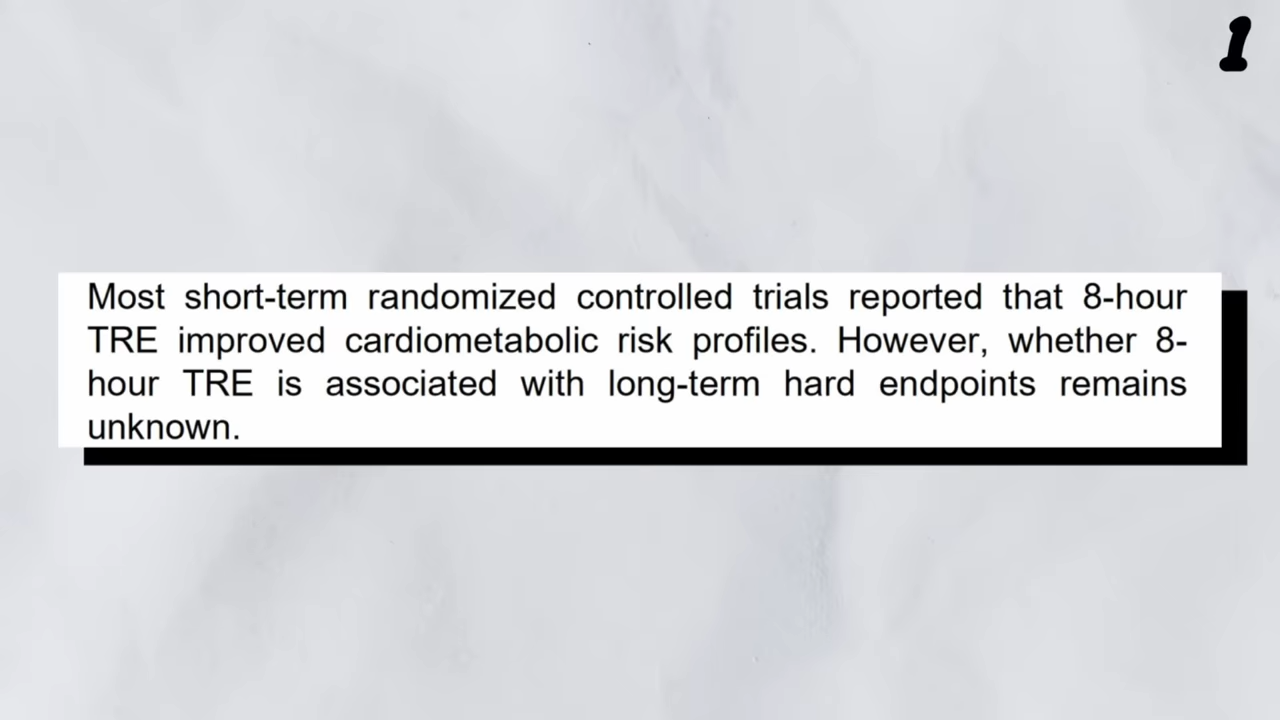 1
Most short-term randomized controlled trials reported that 8-hour
TRE improved cardiometabolic risk profiles. However, whether 8-
hour TRE is associated with long-term hard endpoints remains
unknown.